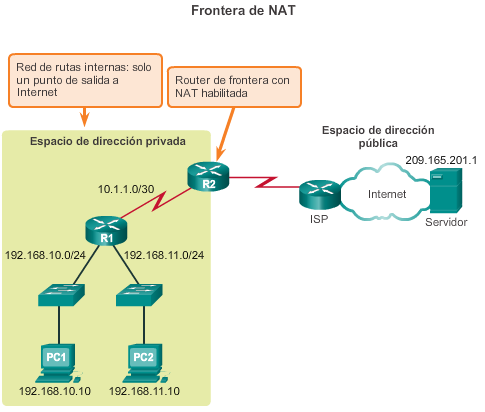 Frontera de NAT
Red de rutas internas: solo
un punto de salida a
Internet
Router de frontera con
NAT habilitada
Espacio de dirección privada
Espacio de dirección
pública
209.165.201.1
10.1.1.0/30
R2
Internet
ISP
Servidor
R1
192.168.10.0/24
192.168.11.0/24
PC1
PC2
192.168.10.10
192.168.11.10